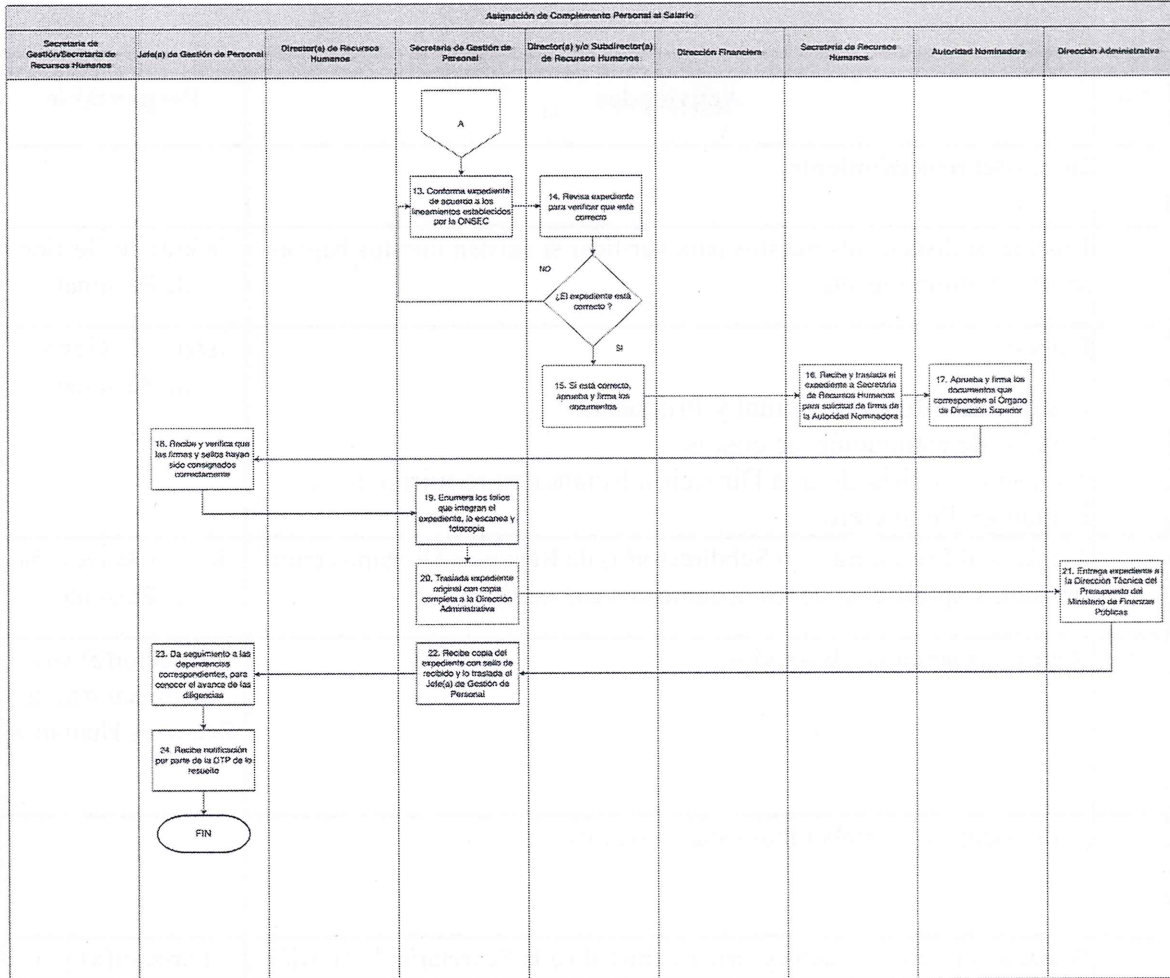 Asignación de Complemento Personal al Salario
Secretaria de
Gestión/Secretaria de
Recursos Humanos
Jefe(a) de Gestión de Personal
Director(a) de Recursos
Humanos
Secretaria de Gestión de
Personal
Director(a) y/o Subdirector(a)
de Recursos Humanos
Dirección Financiera
Secretaria de Recursos
Humanos
Autoridad Nominadora
Dirección Administrativa
A
13. Conforma expediente
de acuerdo a los
lineamientos establecidos
por la ONSEC
14. Revisa expediente
para verificar que esté
correcto
NO
¿El expediente está
correcto ?
SI
15. Si está correcto,
aprueba y firma los
documentos
16. Recibe y traslada el
expediente a Secretaria
de Recursos Humanos
para solicitud de firma de
la Autoridad Nominadora
17. Aprueba y firma los
documentos que
corresponden al Órgano
de Dirección Superior
18. Recibe y verifica que
las firmas y sellos hayan
sido consignados
correctamente
19. Enumera los folios
que integran el
expediente, lo escanea y
fotocopia
20. Traslada expediente
original con copia
completa a la Dirección
Administrativa
21. Entrega expediente a
la Dirección Técnica del
Presupuesto del
Ministerio de Finanzas
Públicas
22. Recibe copia del
expediente con sello de
recibido y lo traslada al
Jefe(a) de Gestión de
Personal
23. Da seguimiento a las
dependencias
correspondientes, para
conocer el avance de las
diligencias
24. Recibe notificación
por parte de la DTP de lo
resuelto
FIN